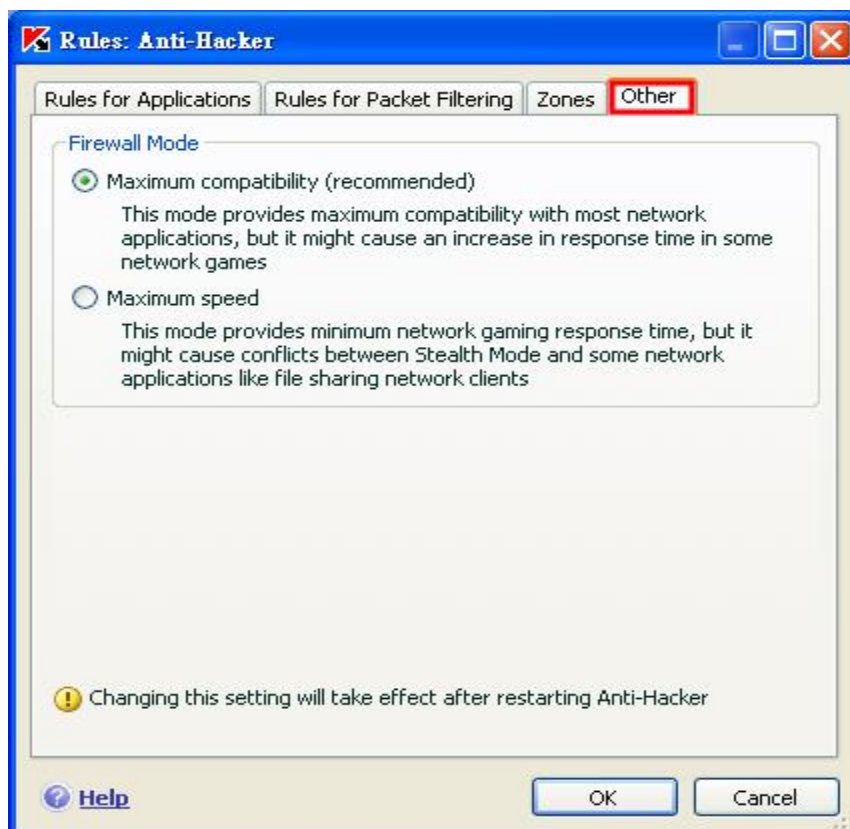 Rules: Anti-Hacker
Rules for Applications
Rules for Packet Filtering
Zones
Other
Firewall Mode
Maximum compatibility (recommended)
This mode provides maximum compatibility with most network
applications, but it might cause an increase in response time in some
network games
Maximum speed
This mode provides minimum network gaming response time, but it
might cause conflicts between Stealth Mode and some network
applications like file sharing network clients
Changing this setting will take effect after restarting Anti-Hacker
Help
OK
Cancel